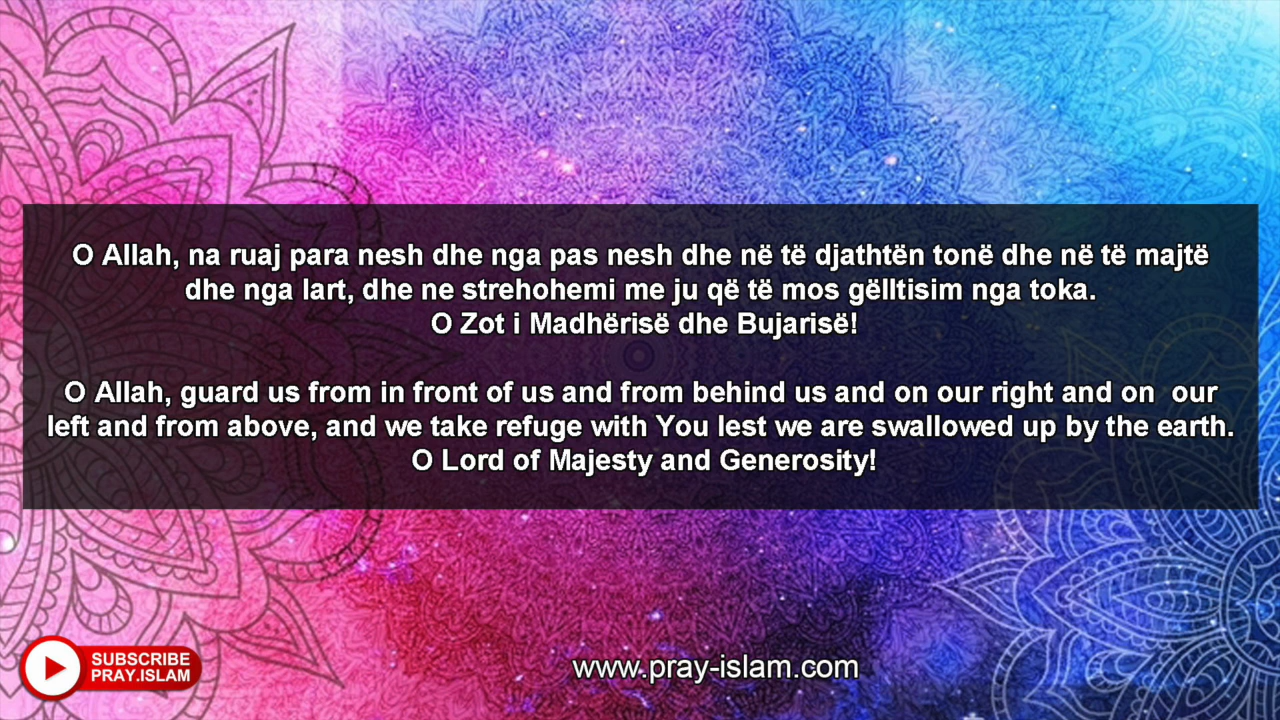 O Allah, na ruaj para nesh dhe nga pas nesh dhe në të djathtën tonë dhe në të majtë
dhe nga lart, dhe ne strehohemi me ju që të mos gëlltisim nga toka.
O Zot i Madhërisë dhe Bujarisë!
O Allah, guard us from in front of us and from behind us and on our right and on  our
left and from above, and we take refuge with You lest we are swallowed up by the earth.
O Lord of Majesty and Generosity!
SUBSCRIBE
PRAY.ISLAM
www.pray-islam.com